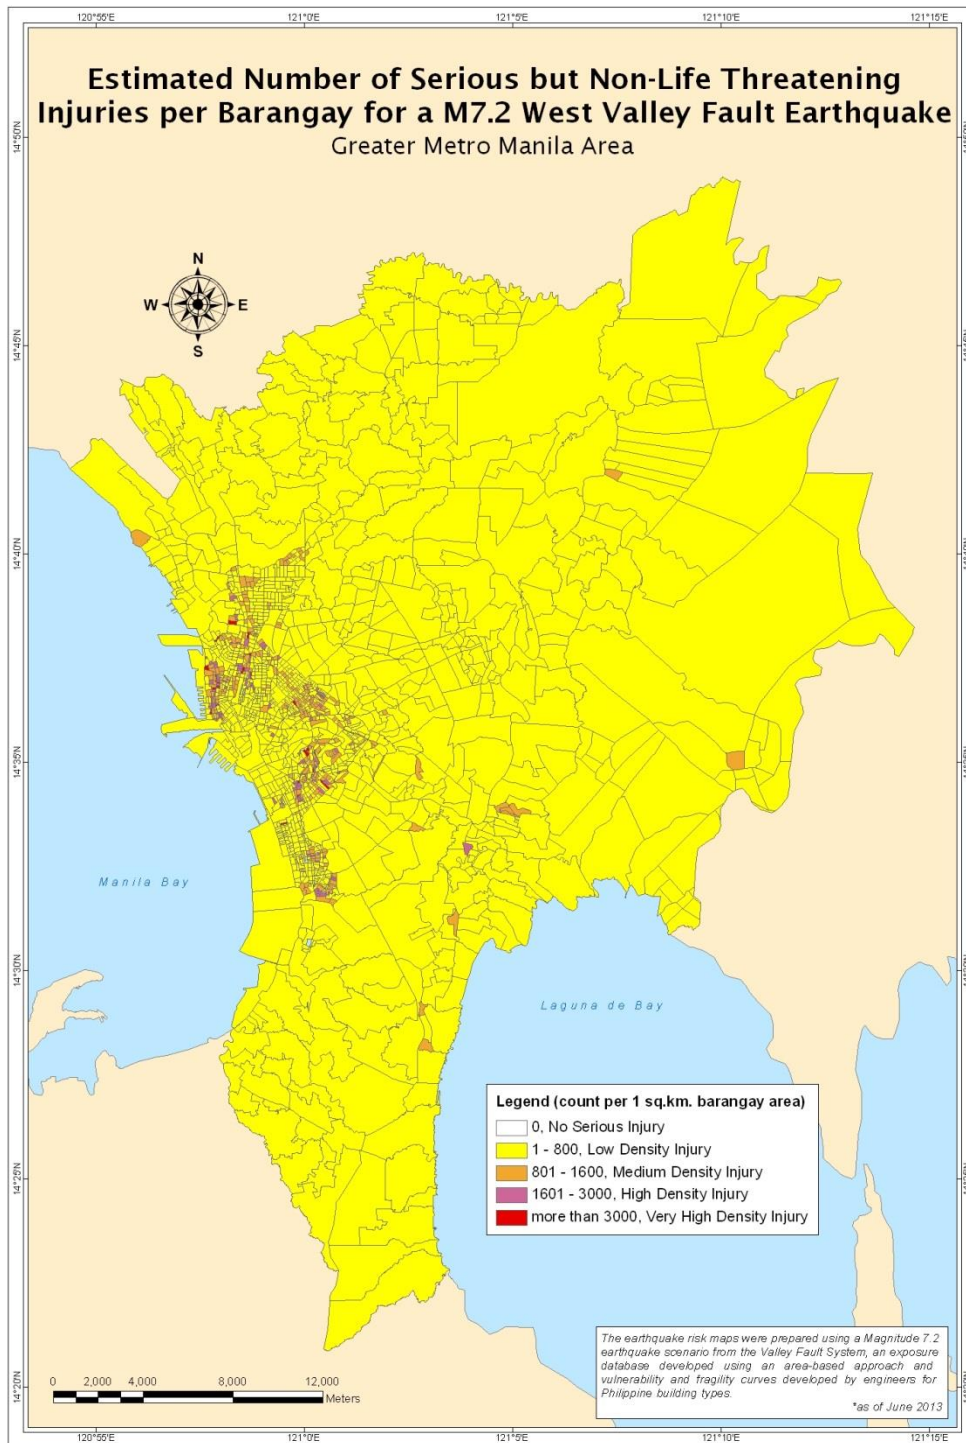 120°55'E 121°0'E 121°5'E 121°10'E 121°15'E
Estimated Number of Serious but Non-Life Threatening
Injuries per Barangay for a M7.2 West Valley Fault Earthquake
Greater Metro Manila Area
14°50'N
N
W E
S
14°45'N
14°40'N
14°35'N
Manila Bay
14°30'N
Laguna de Bay
Legend (count per 1 sq.km. barangay area)
0, No Serious Injury
1 - 800, Low Density Injury
801 - 1600, Medium Density Injury
1601 - 3000, High Density Injury
more than 3000, Very High Density Injury
14°25'N
The earthquake risk maps were prepared using a Magnitude 7.2
earthquake scenario from the Valley Fault System, an exposure
database developed using an area-based approach and
vulnerability and fragility curves developed by engineers for
Philippine building types.
*as of June 2013
0 2,000 4,000 8,000 12,000
Meters
14°20'N
120°55'E 121°0'E 121°5'E 121°10'E 121°15'E